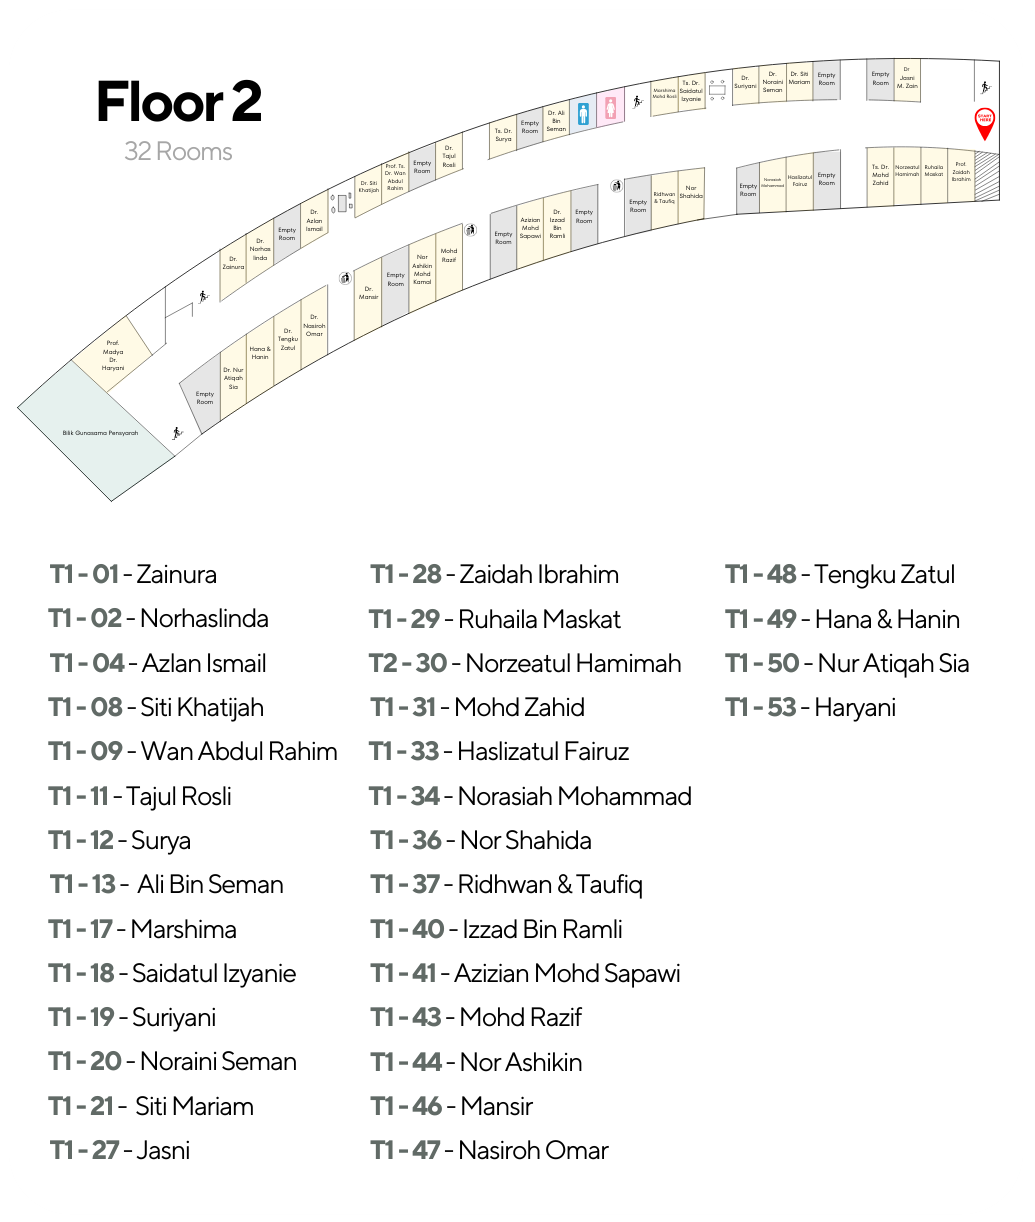 Floor 2
32 Rooms
Dr.
Zainura
Dr.
Norhas
linda
Empty
Room
Dr.
Azlan
Ismail
Dr. Siti
Khatijah
Prof. Ts.
Dr. Wan
Abdul
Rahim
Empty
Room
Dr.
Tajul
Rosli
Ts. Dr.
Surya
Empty
Room
Dr. Ali
Bin
Seman
Marshima
Mohd Rosli
Ts. Dr.
Saidatul
Izyanie
Dr.
Suriyani
Dr.
Noraini
Seman
Dr. Siti
Mariam
Empty
Room
Empty
Room
Dr
Jasni
M. Zain
START
HERE
Prof.
Madya
Dr.
Haryani
Bilik Gunasama Pensyarah
Empty
Room
Dr. Nur
Atiqah
Sia
Hana &
Hanin
Dr.
Tengku
Zatul
Dr.
Nasiroh
Omar
Dr.
Mansir
Empty
Room
Nor
Ashikin
Mohd
Kamal
Mohd
Razif
Empty
Room
Azizian
Mohd
Sapawi
Dr.
Izzad
Bin
Ramli
Empty
Room
Empty
Room
Ridhwan
& Taufiq
Nor
Shahida
Empty
Room
Norasiah
Mohammad
Haslizatul
Fairuz
Empty
Room
Ts. Dr.
Mohd
Zahid
Norzeatul
Hamimah
Ruhaila
Maskat
Prof.
Zaidah
Ibrahim
T1 - 01 - Zainura
T1 - 02 - Norhaslinda
T1 - 04 - Azlan Ismail
T1 - 08 - Siti Khatijah
T1 - 09 - Wan Abdul Rahim
T1 - 11 - Tajul Rosli
T1 - 12 - Surya
T1 - 13 - Ali Bin Seman
T1 - 17 - Marshima
T1 - 18 - Saidatul Izyanie
T1 - 19 - Suriyani
T1 - 20 - Noraini Seman
T1 - 21 - Siti Mariam
T1 - 27 - Jasni
T1 - 28 - Zaidah Ibrahim
T1 - 29 - Ruhaila Maskat
T2 - 30 - Norzeatul Hamimah
T1 - 31 - Mohd Zahid
T1 - 33 - Haslizatul Fairuz
T1 - 34 - Norasiah Mohammad
T1 - 36 - Nor Shahida
T1 - 37 - Ridhwan & Taufiq
T1 - 40 - Izzad Bin Ramli
T1 - 41 - Azizian Mohd Sapawi
T1 - 43 - Mohd Razif
T1 - 44 - Nor Ashikin
T1 - 46 - Mansir
T1 - 47 - Nasiroh Omar
T1 - 48 - Tengku Zatul
T1 - 49 - Hana & Hanin
T1 - 50 - Nur Atiqah Sia
T1 - 53 - Haryani